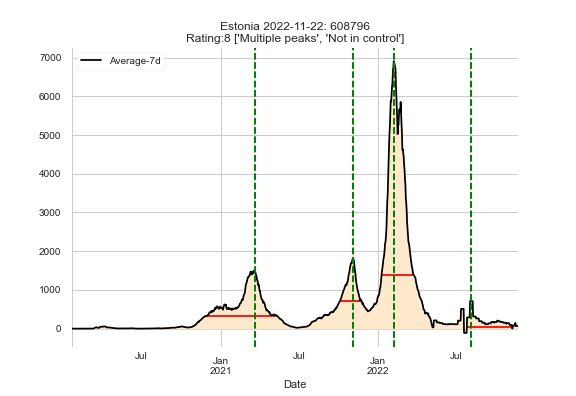 Estonia 2022-11-22: 608796
Rating:8 ['Multiple peaks', 'Not in control']
Average-7d
7000
6000
5000
4000
3000
2000
1000
0
Jul
Jan
2021
Jul
Jan
2022
Jul
Date